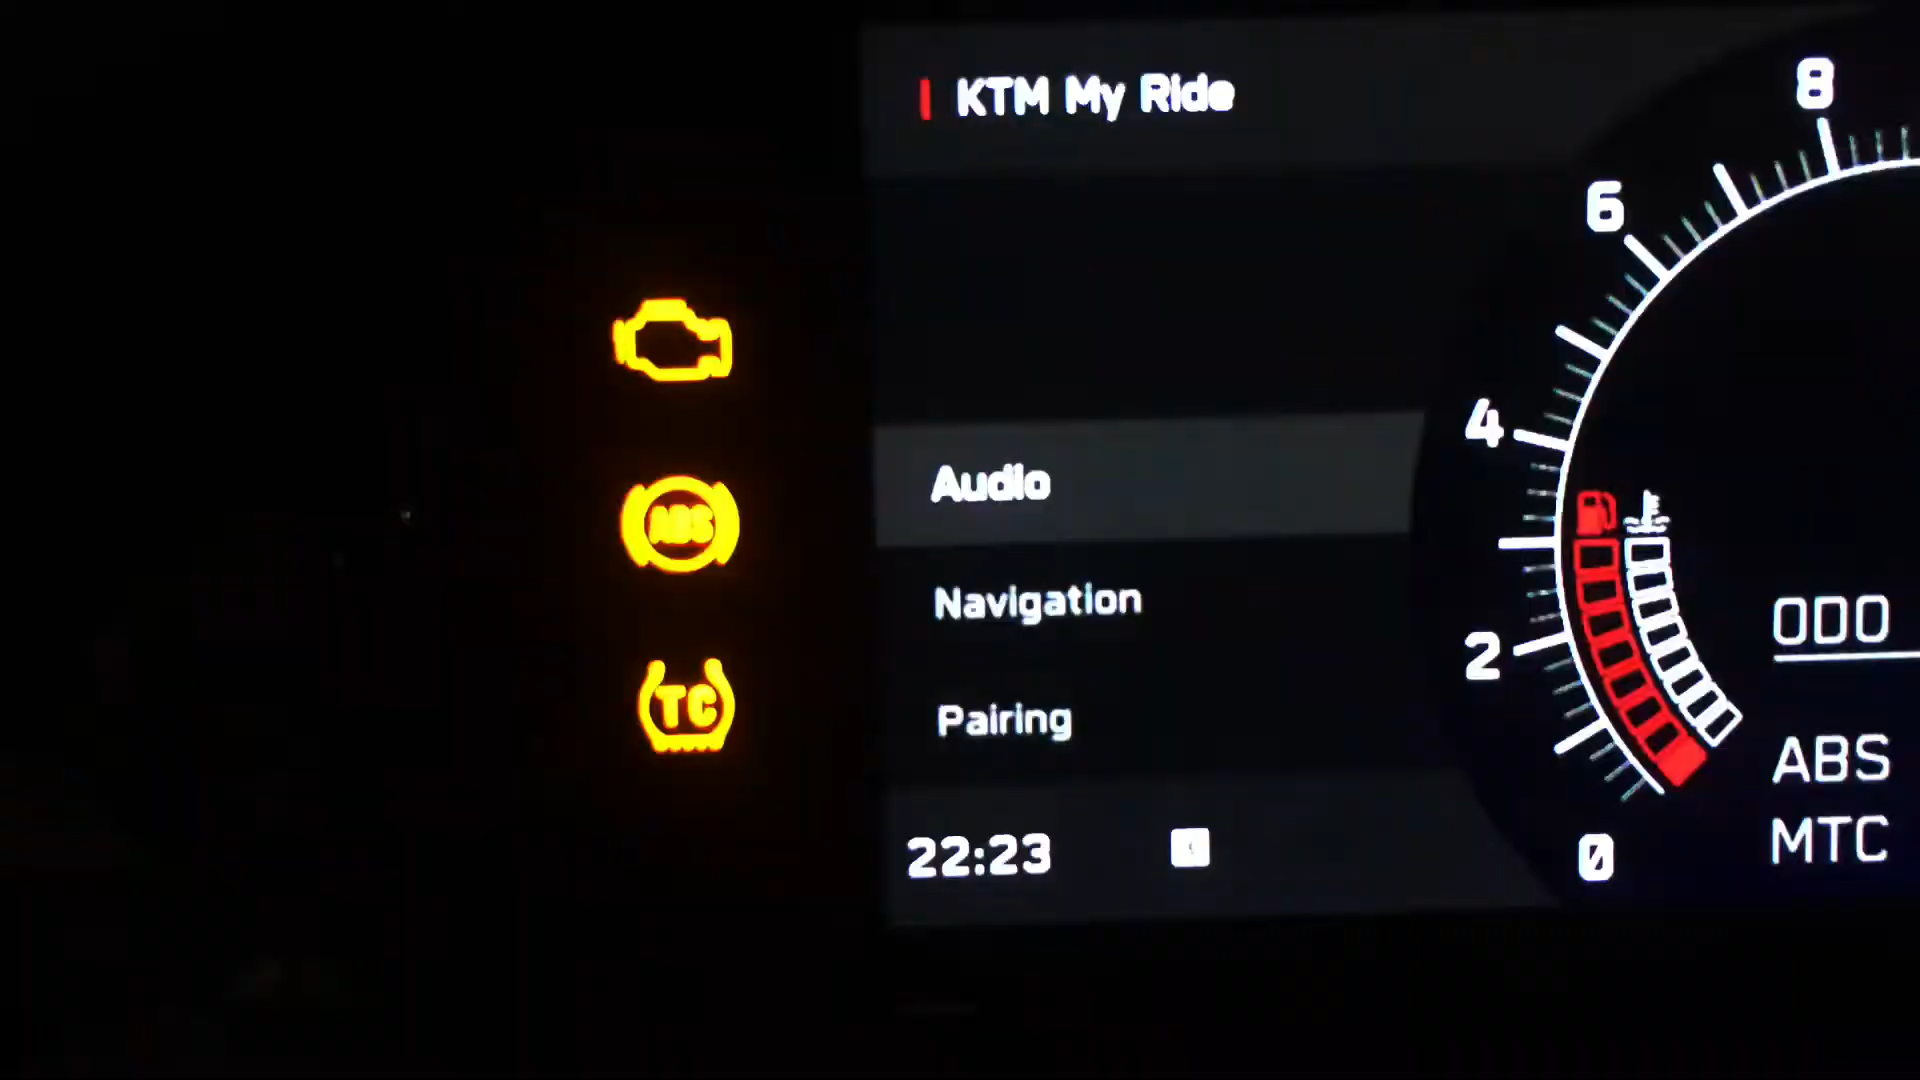 KTM My Ride
8
6
4
2
0
ABS
TC
Audio
Navigation
Pairing
22:23
ODO
ABS
MTC